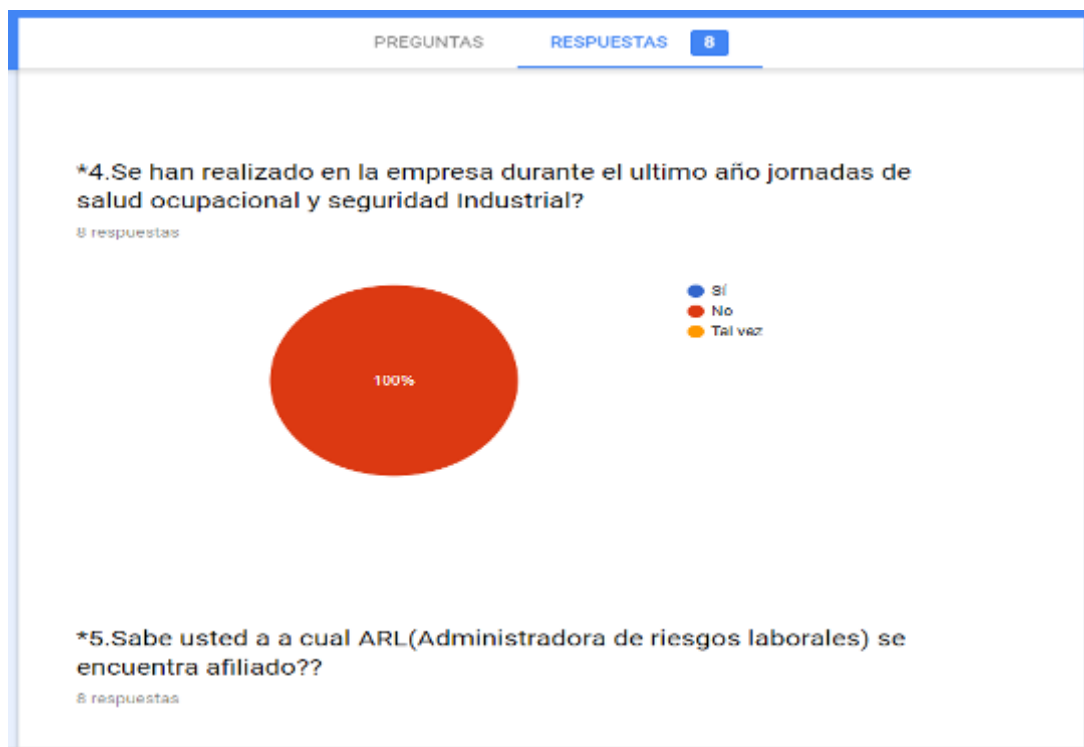 PREGUNTAS RESPUESTAS 8
*4.Se han realizado en la empresa durante el ultimo año jornadas de
salud ocupacional y seguridad Industrial?
8 respuestas
Sí
No
Tal vez
100%
*5.Sabe usted a a cual ARL(Administradora de riesgos laborales) se
encuentra afiliado??
8 respuestas